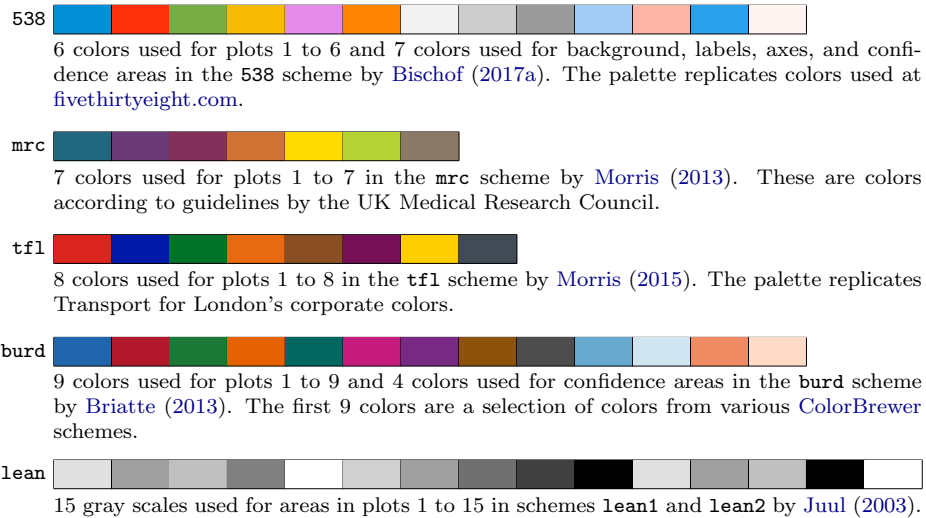 538
6 colors used for plots 1 to 6 and 7 colors used for background, labels, axes, and confi-
dence areas in the 538 scheme by Bischof (2017a). The palette replicates colors used at
fivethirtyeight.com.
mrc
7 colors used for plots 1 to 7 in the mrc scheme by Morris (2013). These are colors
according to guidelines by the UK Medical Research Council.
tfl
8 colors used for plots 1 to 8 in the tfl scheme by Morris (2015). The palette replicates
Transport for London's corporate colors.
burd
9 colors used for plots 1 to 9 and 4 colors used for confidence areas in the burd scheme
by Briatte (2013). The first 9 colors are a selection of colors from various ColorBrewer
schemes.
lean
15 gray scales used for areas in plots 1 to 15 in schemes lean1 and lean2 by Juul (2003).